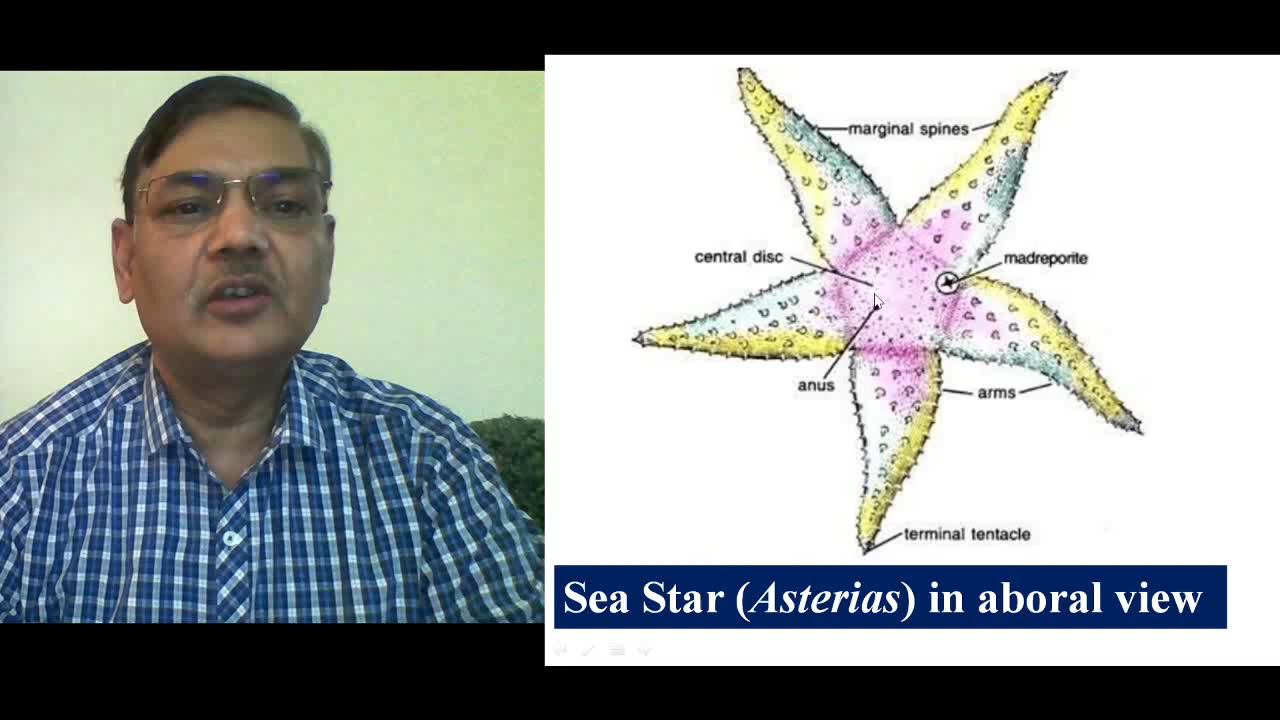 marginal spines
central disc
madreporite
anus
arms
terminal tentacle
Sea Star (Asterias) in aboral view